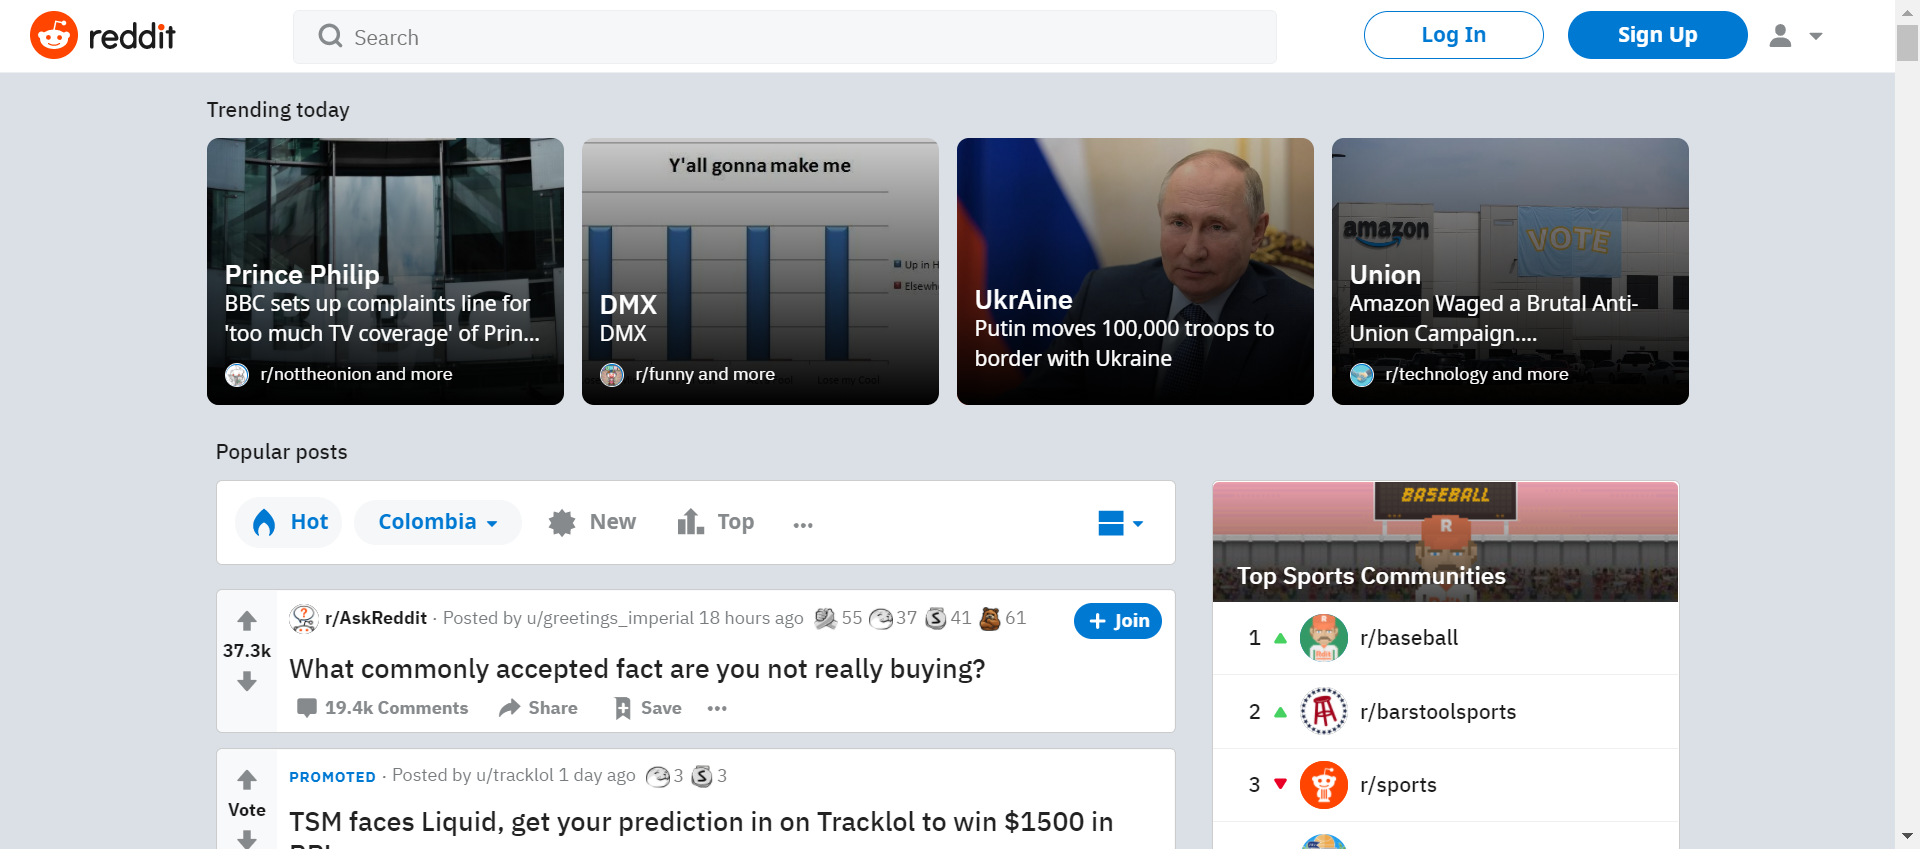 reddit
Search
Log In
Sign Up
Trending today
Prince Philip
BBC sets up complaints line for
'too much TV coverage' of Prin...
r/nottheonion and more
Y'all gonna make me
Up in H
Elsewh
Lose my Cool
DMX
DMX
r/funny and more
UkrAine
Putin moves 100,000 troops to
border with Ukraine
amazon
VOTE
Union
Amazon Waged a Brutal Anti-
Union Campaign....
r/technology and more
Popular posts
Hot
Colombia
New
Top
...
37.3k
r/AskReddit · Posted by u/greetings_imperial 18 hours ago 55 37 S 41 61
+ Join
What commonly accepted fact are you not really buying?
19.4k Comments
Share
Save
...
Vote
PROMOTED · Posted by u/tracklol 1 day ago 3 S 3
TSM faces Liquid, get your prediction in on Tracklol to win $1500 in
BASEBALL
R
Top Sports Communities
1 r/baseball
2 r/barstoolsports
3 r/sports